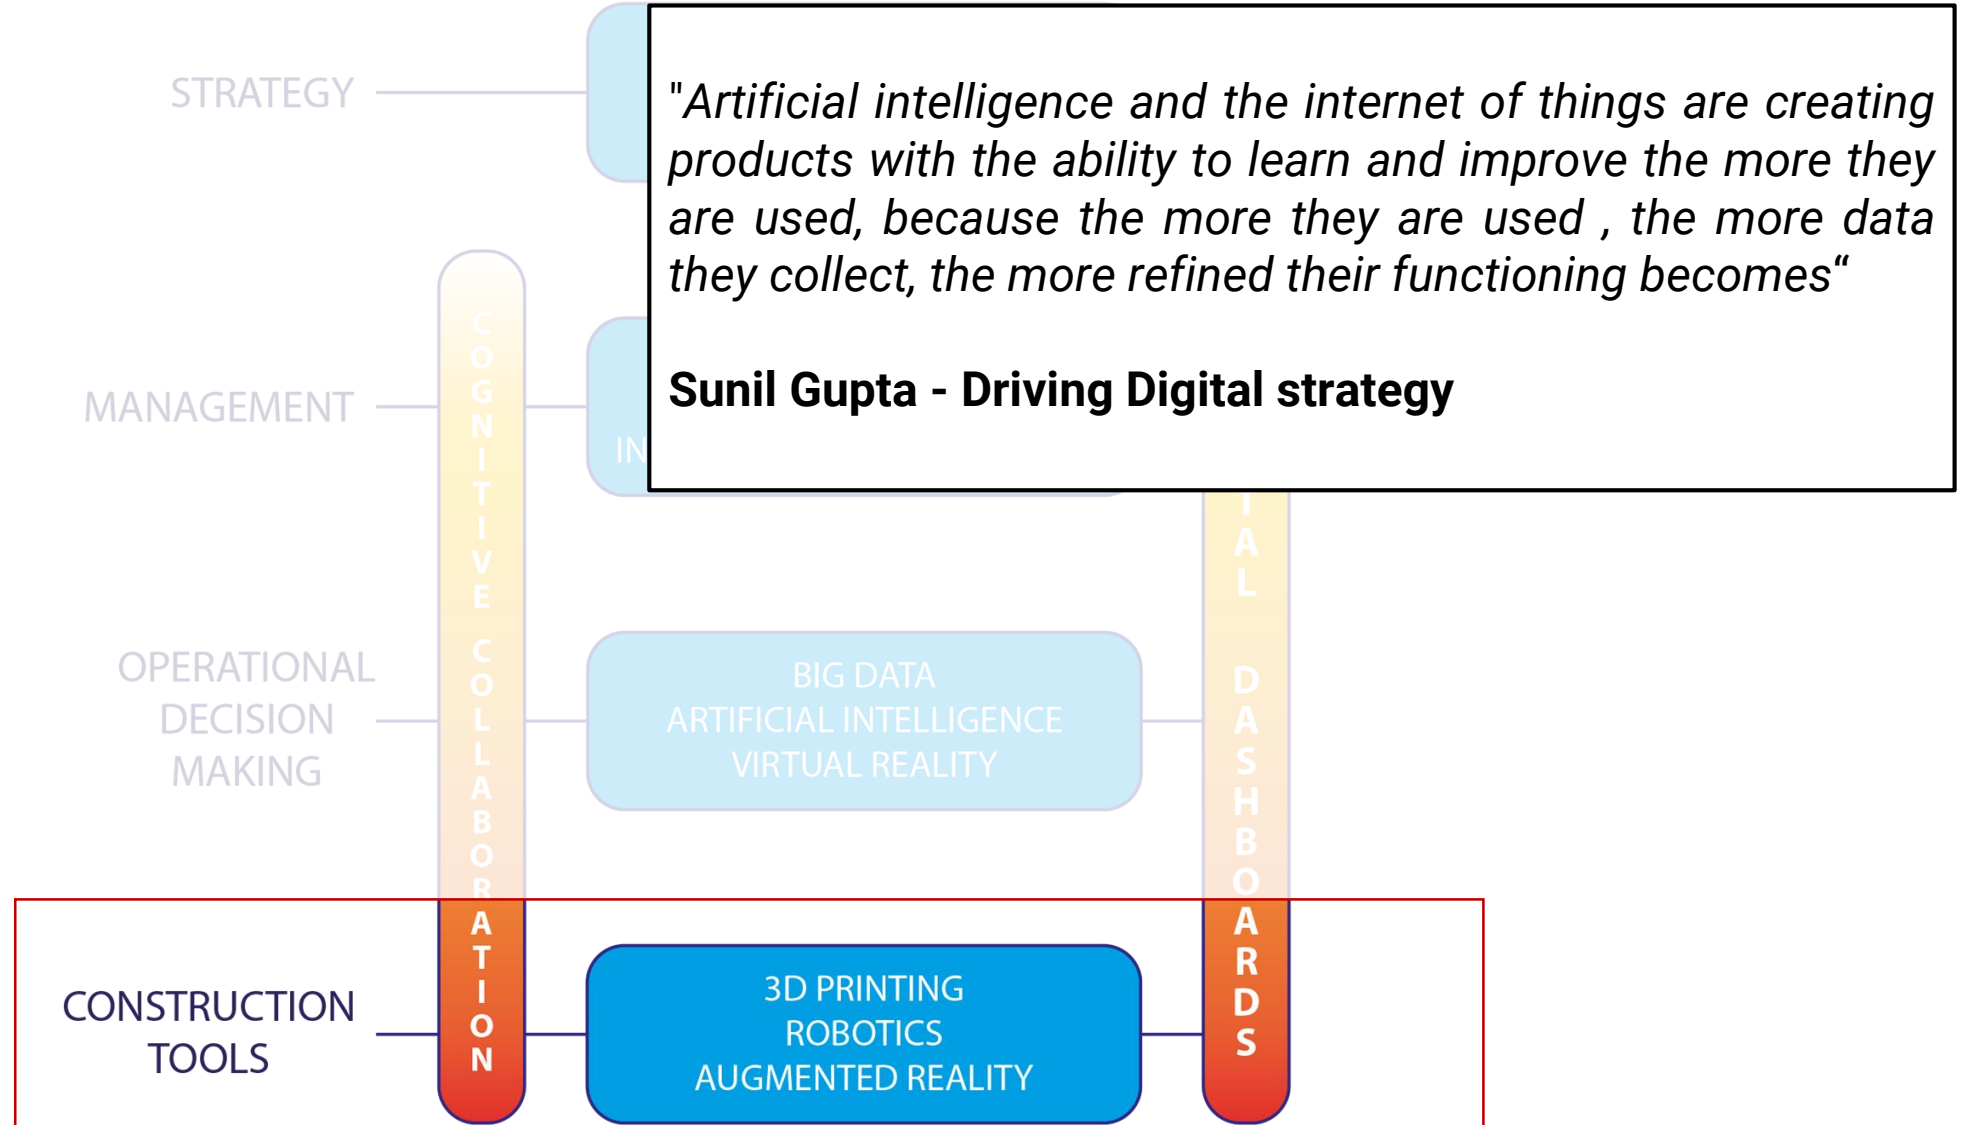 STRATEGY
"Artificial intelligence and the internet of things are creating
products with the ability to learn and improve the more they
are used, because the more they are used , the more data
they collect, the more refined their functioning becomes“
Sunil Gupta - Driving Digital strategy
MANAGEMENT
IN
COGNITIVE COLLABORATION
TAL DASHBOARDS
OPERATIONAL
DECISION
MAKING
BIG DATA
ARTIFICIAL INTELLIGENCE
VIRTUAL REALITY
CONSTRUCTION
TOOLS
3D PRINTING
ROBOTICS
AUGMENTED REALITY